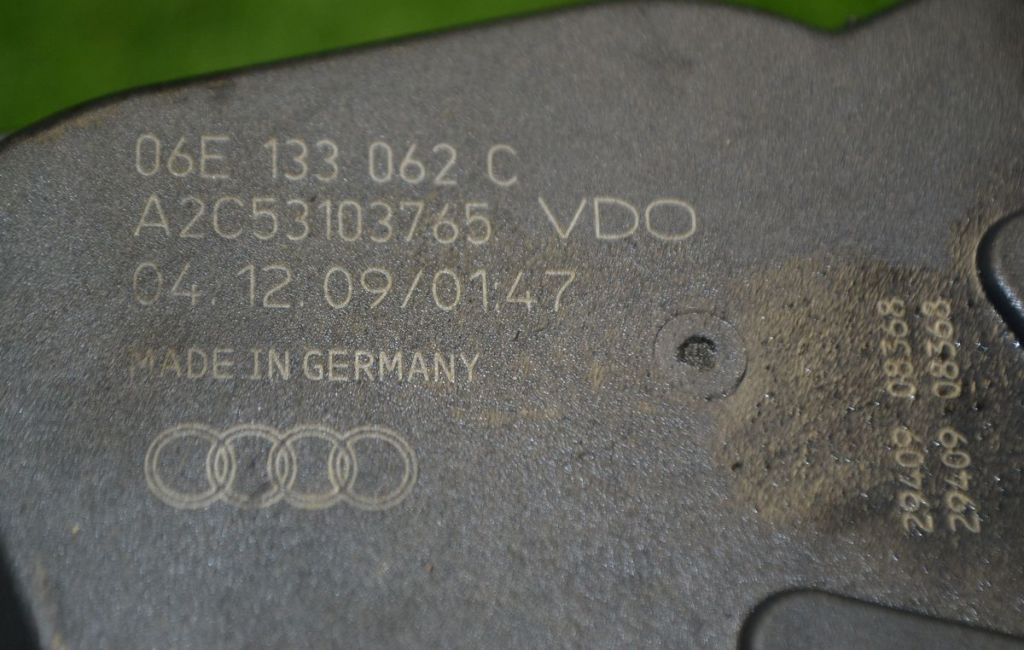 06E 133 062 C
A2C53103765 VDO
04.12.09/01:47
MADE IN GERMANY
29409 08368
29409 08368